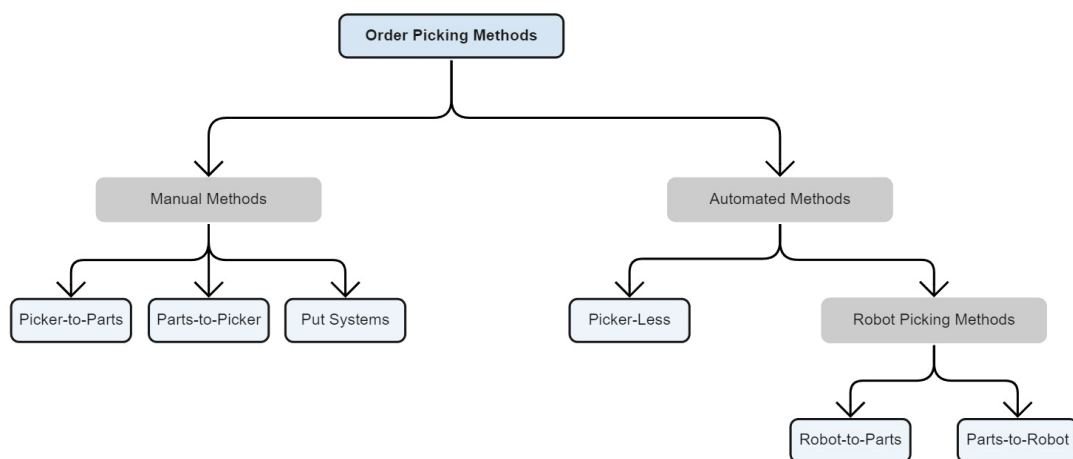 Order Picking Methods
Manual Methods
Automated Methods
Picker-to-Parts
Parts-to-Picker
Put Systems
Picker-Less
Robot Picking Methods
Robot-to-Parts
Parts-to-Robot